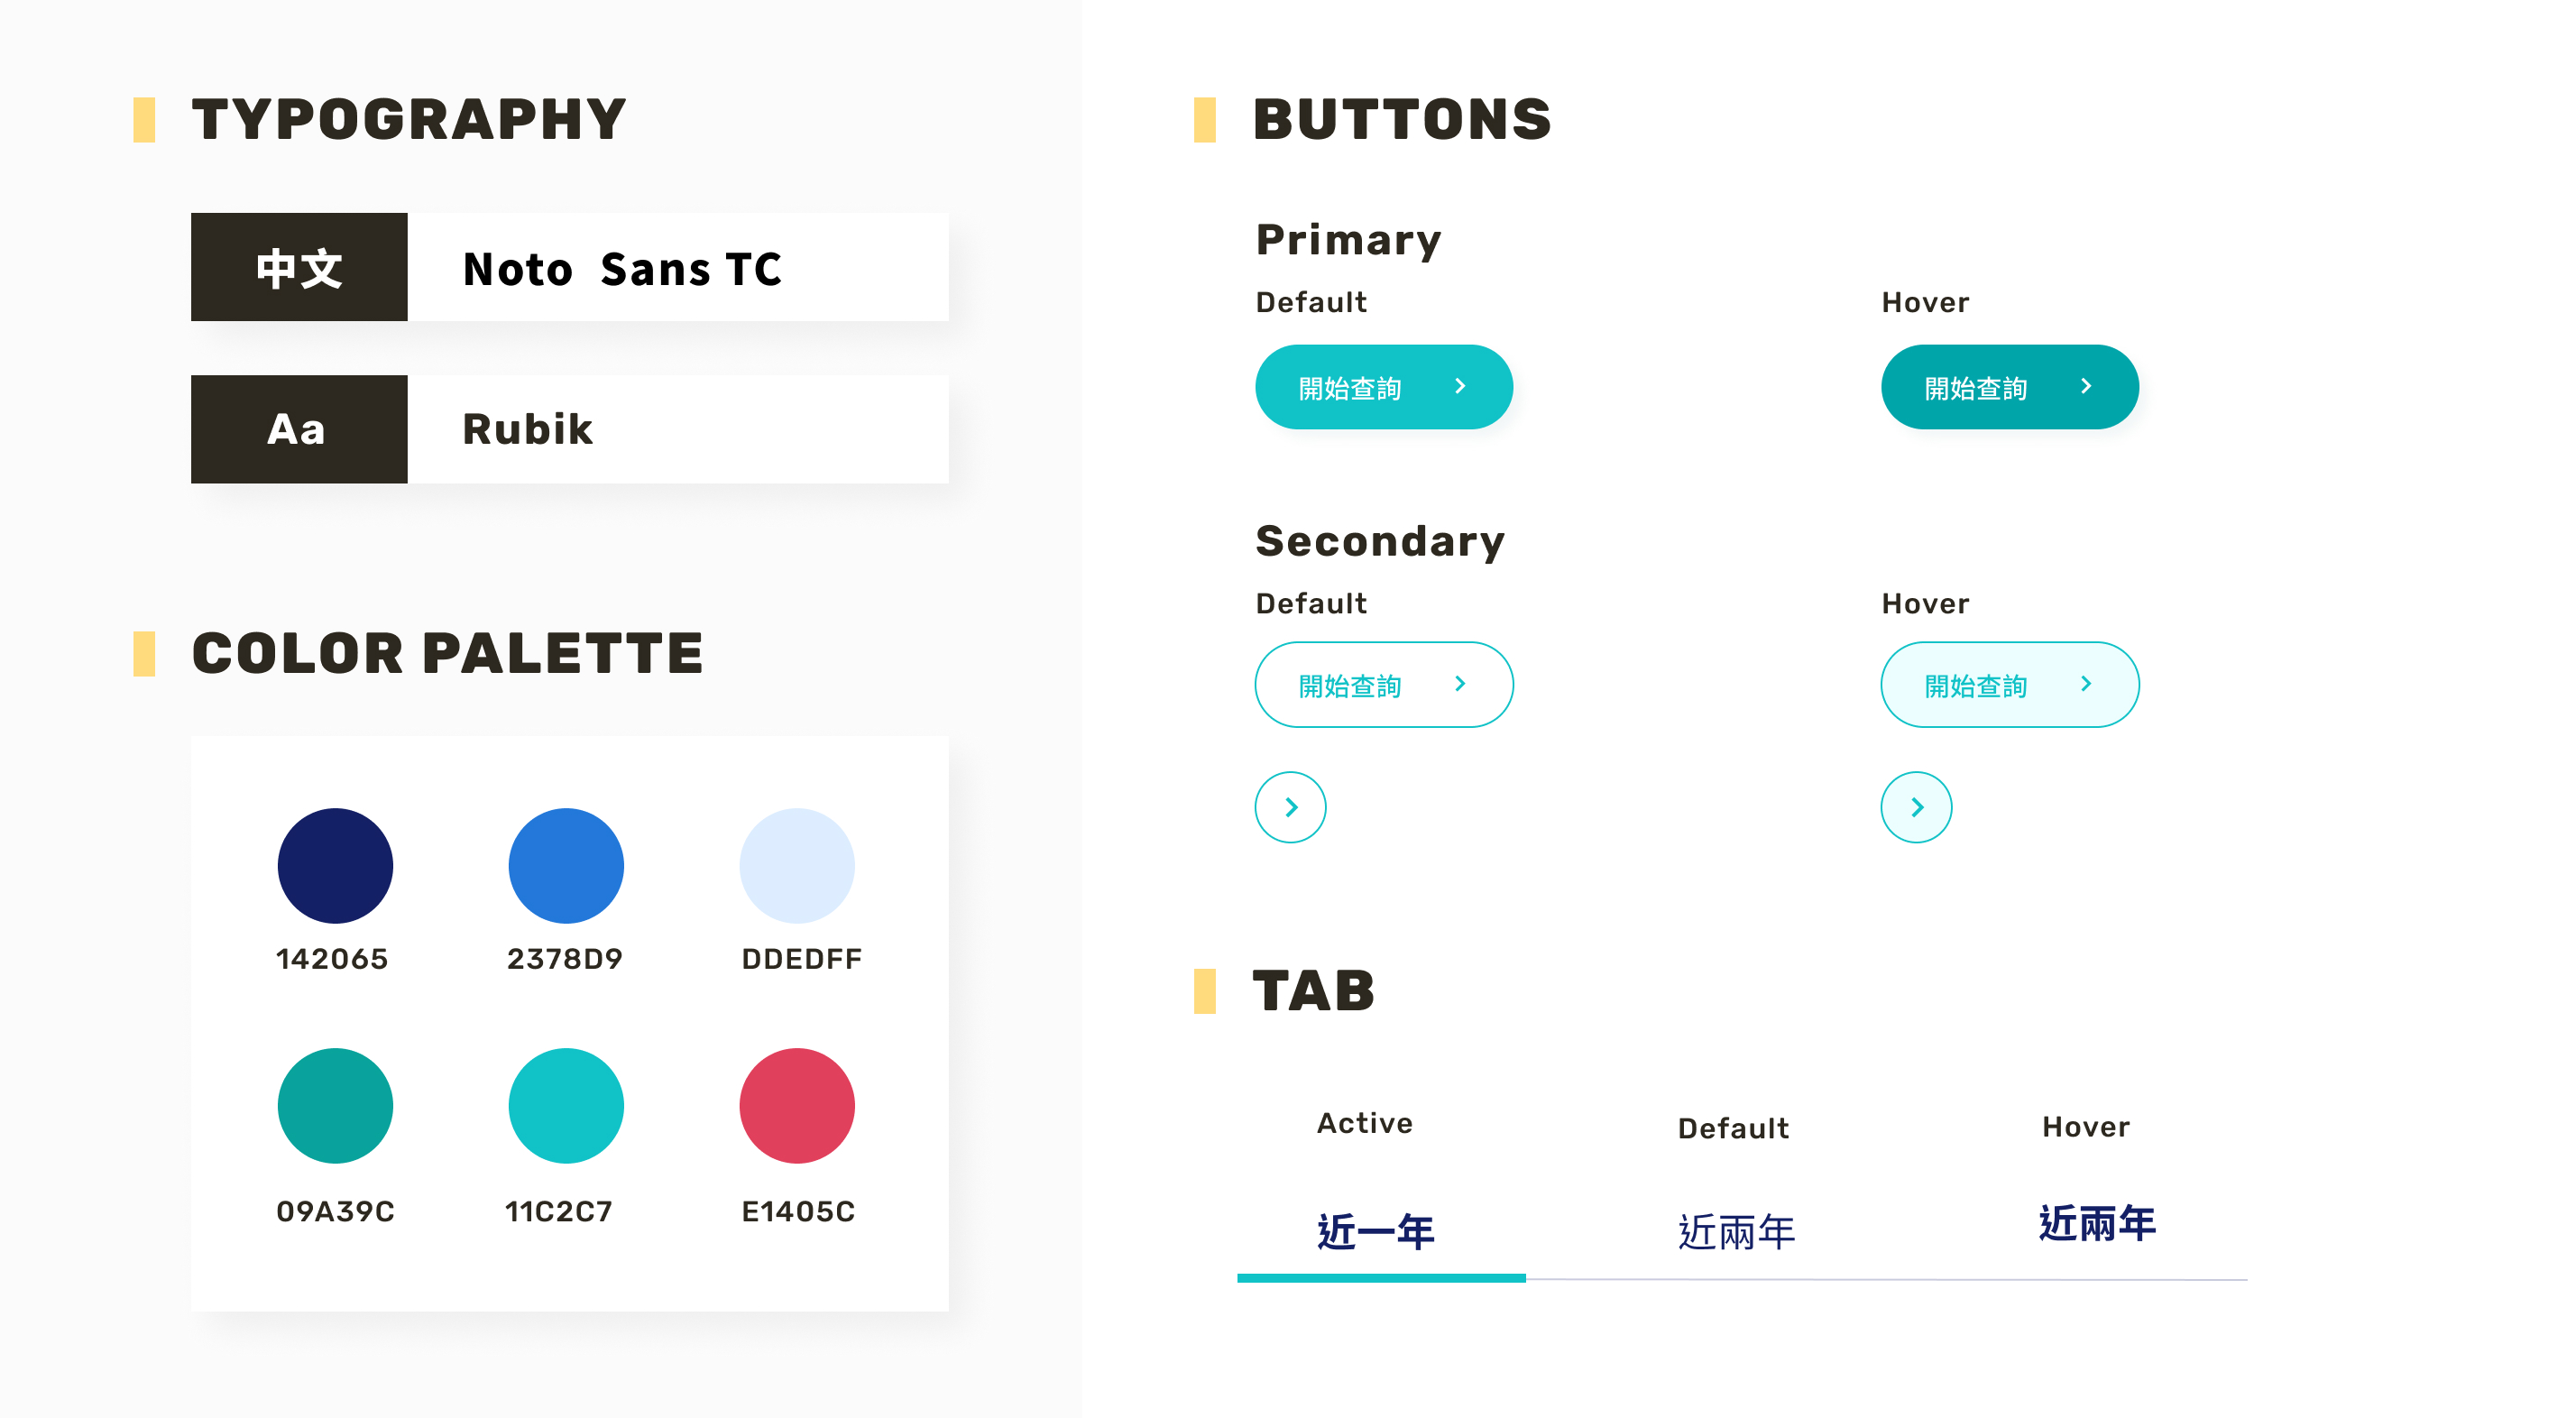 TYPOGRAPHY
中文
Noto Sans TC
Aa
Rubik
COLOR PALETTE
142065
2378D9
DDEDFF
09A39C
11C2C7
E1405C
BUTTONS
Primary
Default
Hover
開始查詢
開始查詢
Secondary
Default
Hover
開始查詢
開始查詢
TAB
Active
Default
Hover
近一年
近兩年
近兩年